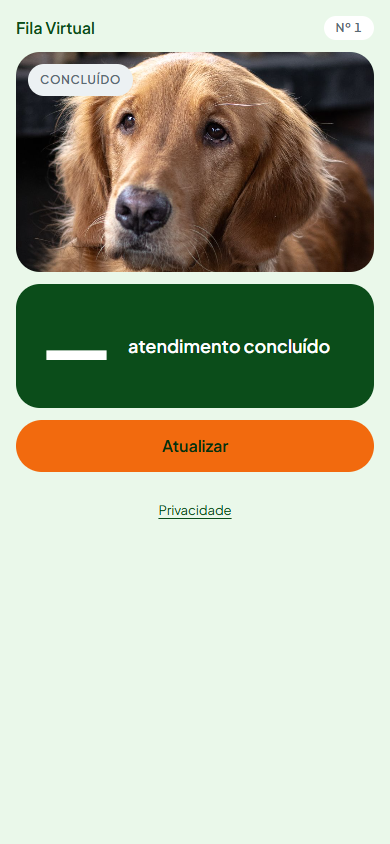 Fila Virtual
Nº 1
CONCLUÍDO
— atendimento concluído
Atualizar
Privacidade